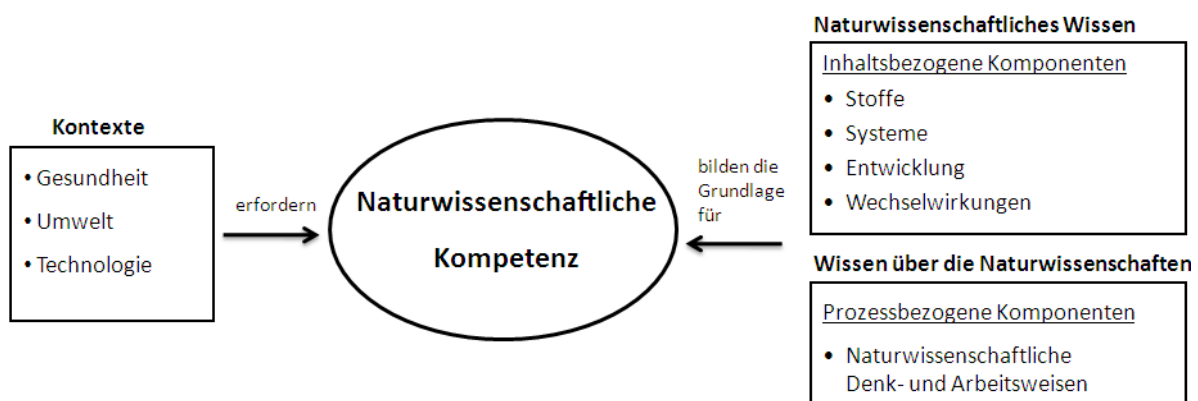 Kontexte
• Gesundheit
• Umwelt
• Technologie
erfordern
Naturwissenschaftliche
Kompetenz
bilden die
Grundlage
für
Naturwissenschaftliches Wissen
Inhaltsbezogene Komponenten
• Stoffe
• Systeme
• Entwicklung
• Wechselwirkungen
Wissen über die Naturwissenschaften
Prozessbezogene Komponenten
• Naturwissenschaftliche
Denk- und Arbeitsweisen